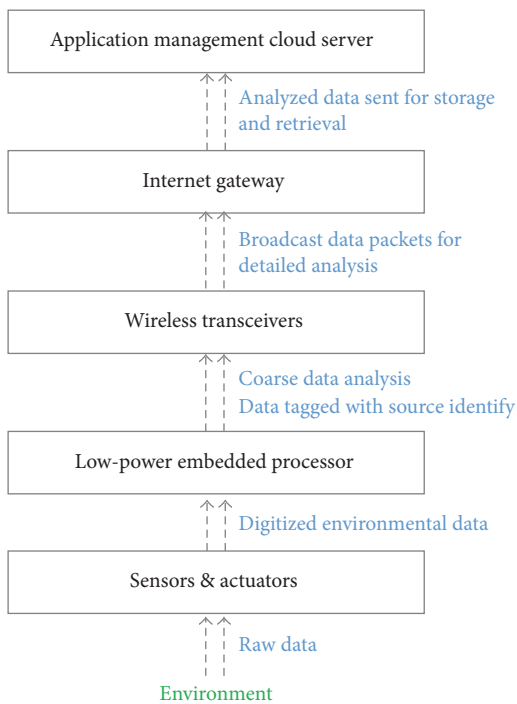 Application management cloud server
Analyzed data sent for storage
and retrieval
Internet gateway
Broadcast data packets for
detailed analysis
Wireless transceivers
Coarse data analysis
Data tagged with source identify
Low-power embedded processor
Digitized environmental data
Sensors & actuators
Raw data
Environment